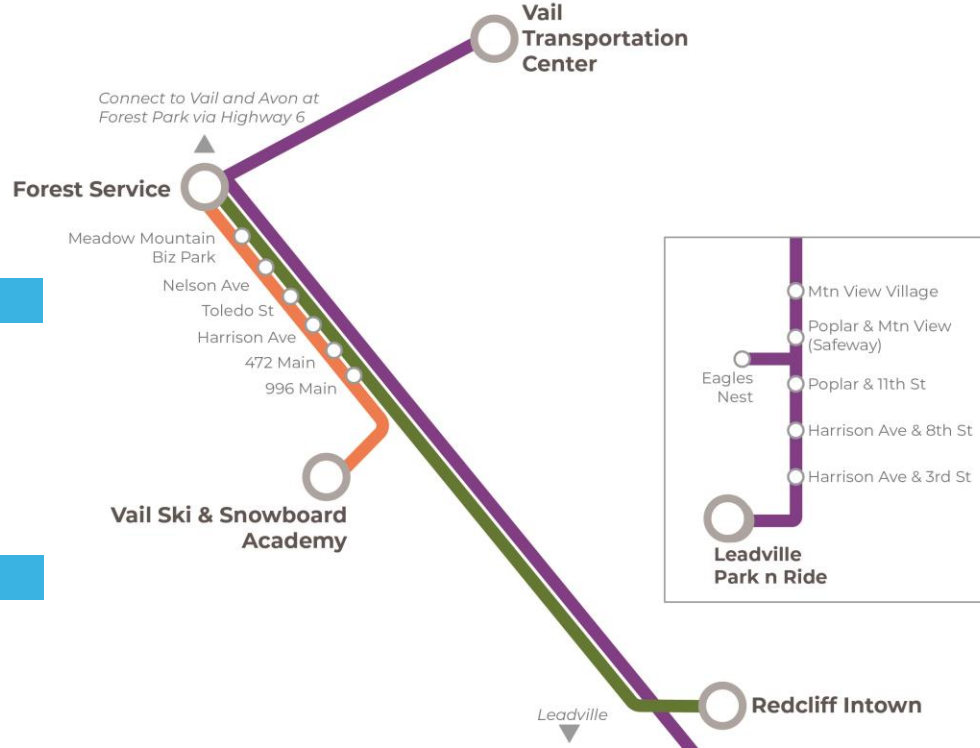 Vail
Transportation
Center
Connect to Vail and Avon at
Forest Park via Highway 6
Forest Service
Meadow Mountain
Biz Park
Nelson Ave
Toledo St
Harrison Ave
472 Main
996 Main
Vail Ski & Snowboard
Academy
Mtn View Village
Poplar & Mtn View
(Safeway)
Eagles
Nest
Poplar & 11th St
Harrison Ave & 8th St
Harrison Ave & 3rd St
Leadville
Park n Ride
Redcliff Intown
Leadville